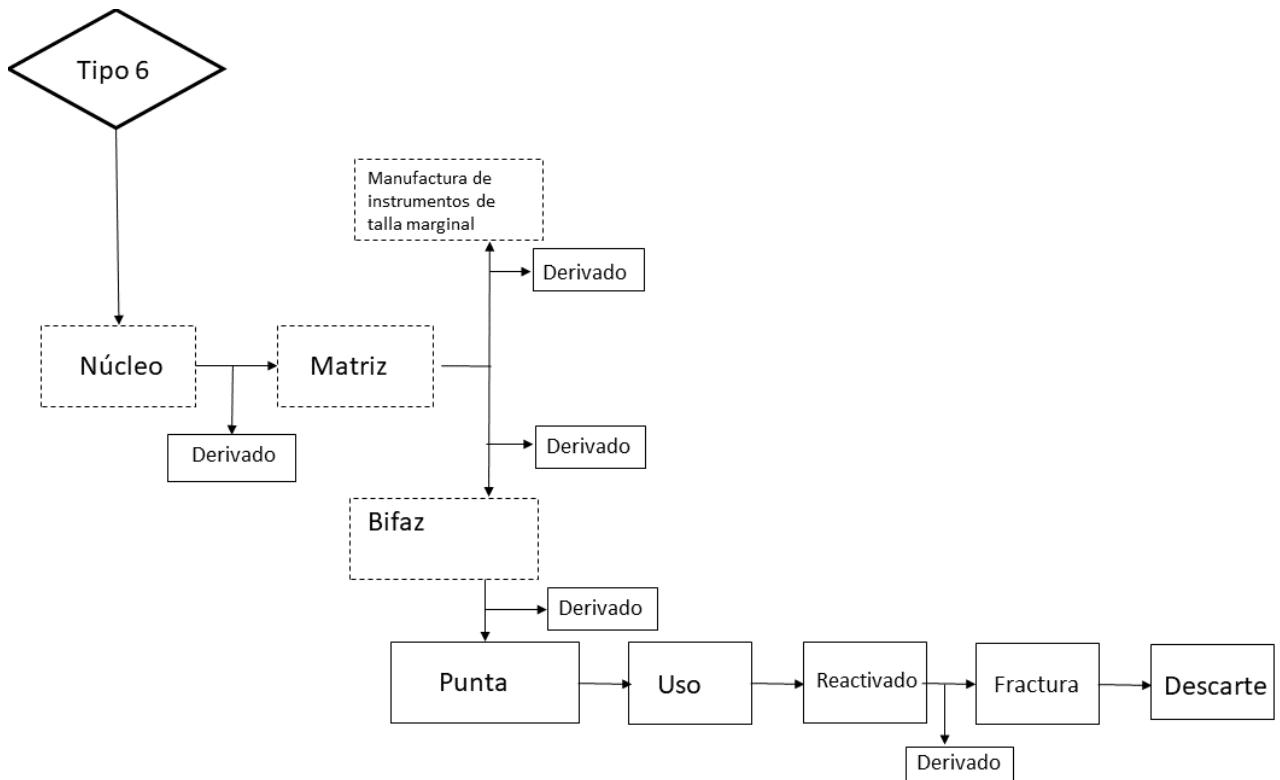 Tipo 6
Manufactura de
instrumentos de
talla marginal
Derivado
Núcleo
Matriz
Derivado
Derivado
Bifaz
Derivado
Punta
Uso
Reactivado
Fractura
Descarte
Derivado